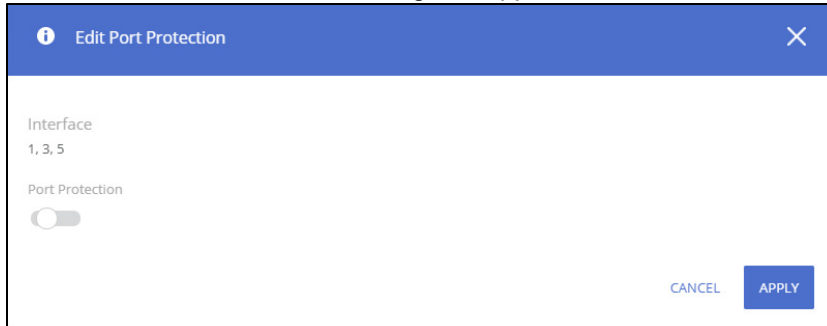 Edit Port Protection
Interface
1, 3, 5
Port Protection
CANCEL APPLY